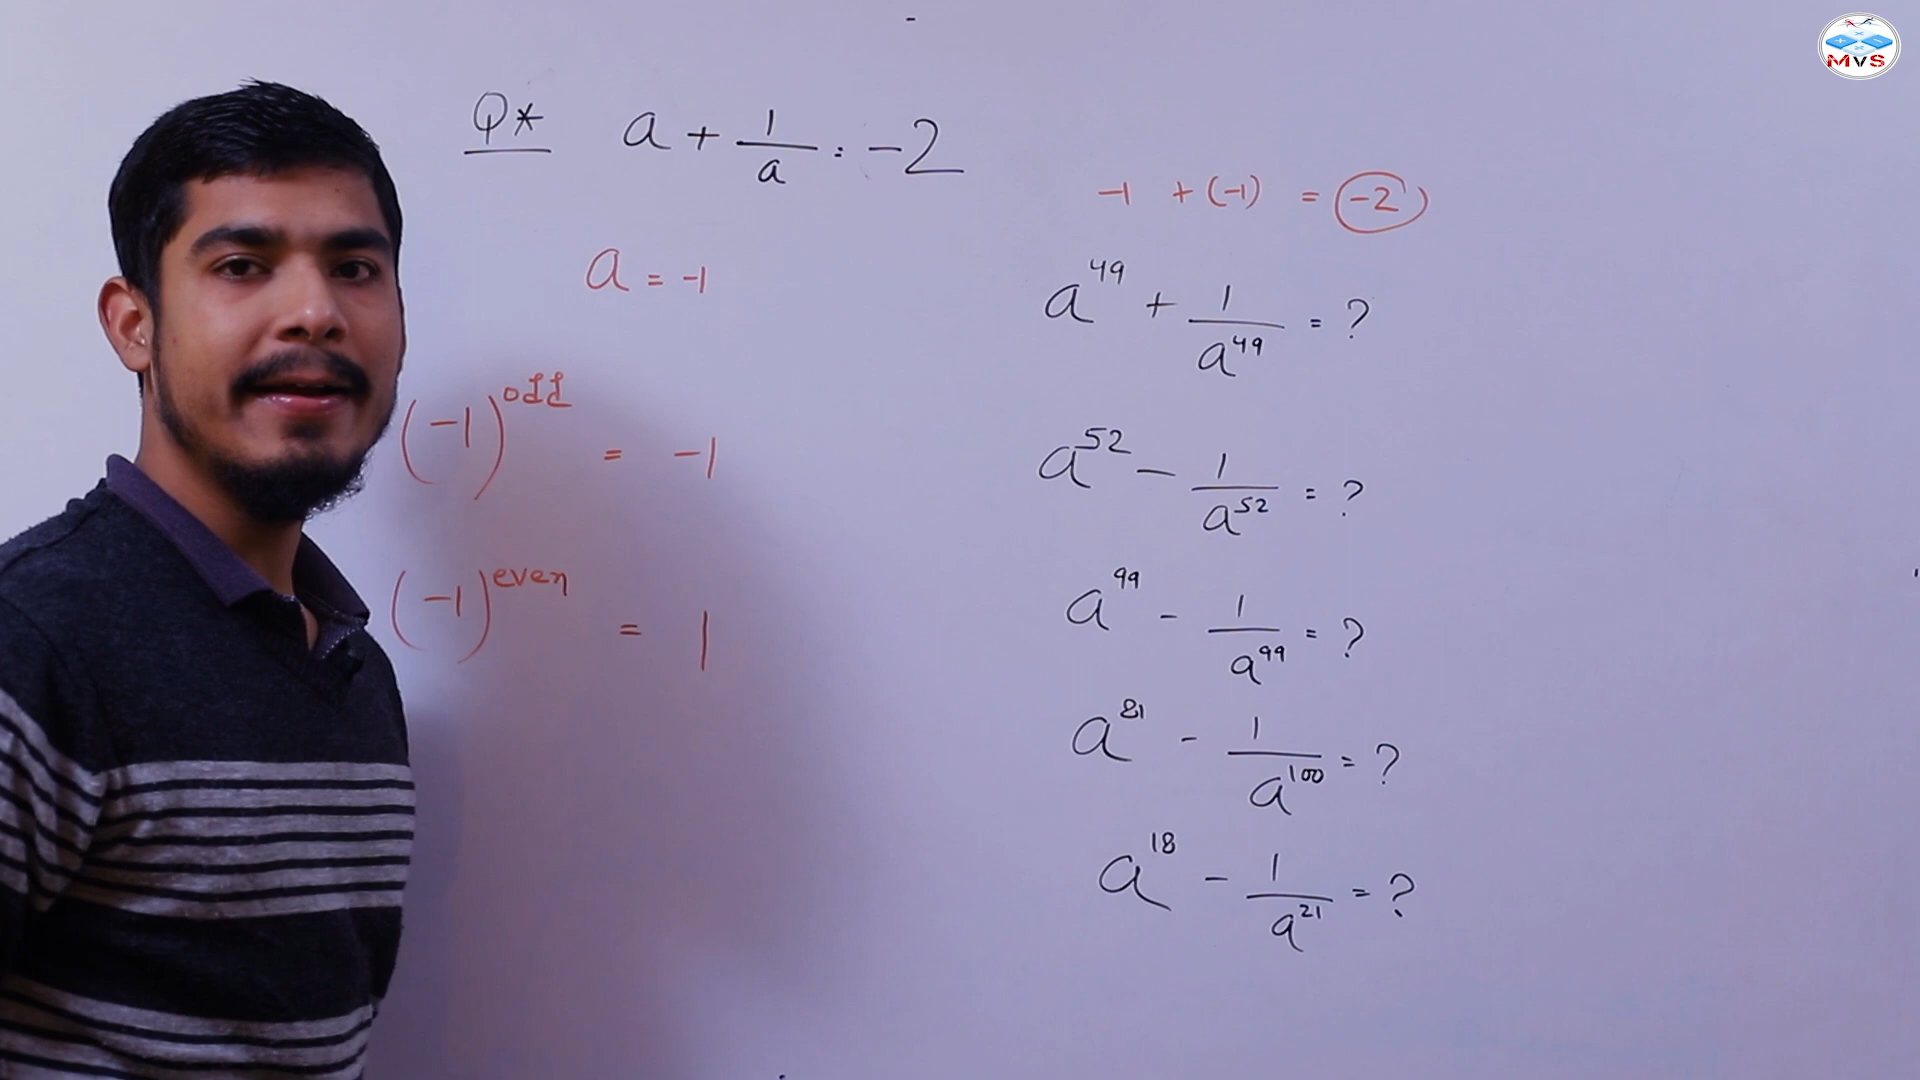 Q* a + 1/a = -2
-1 + (-1) = -2
a = -1
a^49 + 1/a^49 = ?
(-1)^odd = -1
a^52 - 1/a^52 = ?
(-1)^even = 1
a^99 - 1/a^99 = ?
a^81 - 1/a^100 = ?
a^18 - 1/a^21 = ?
MVS